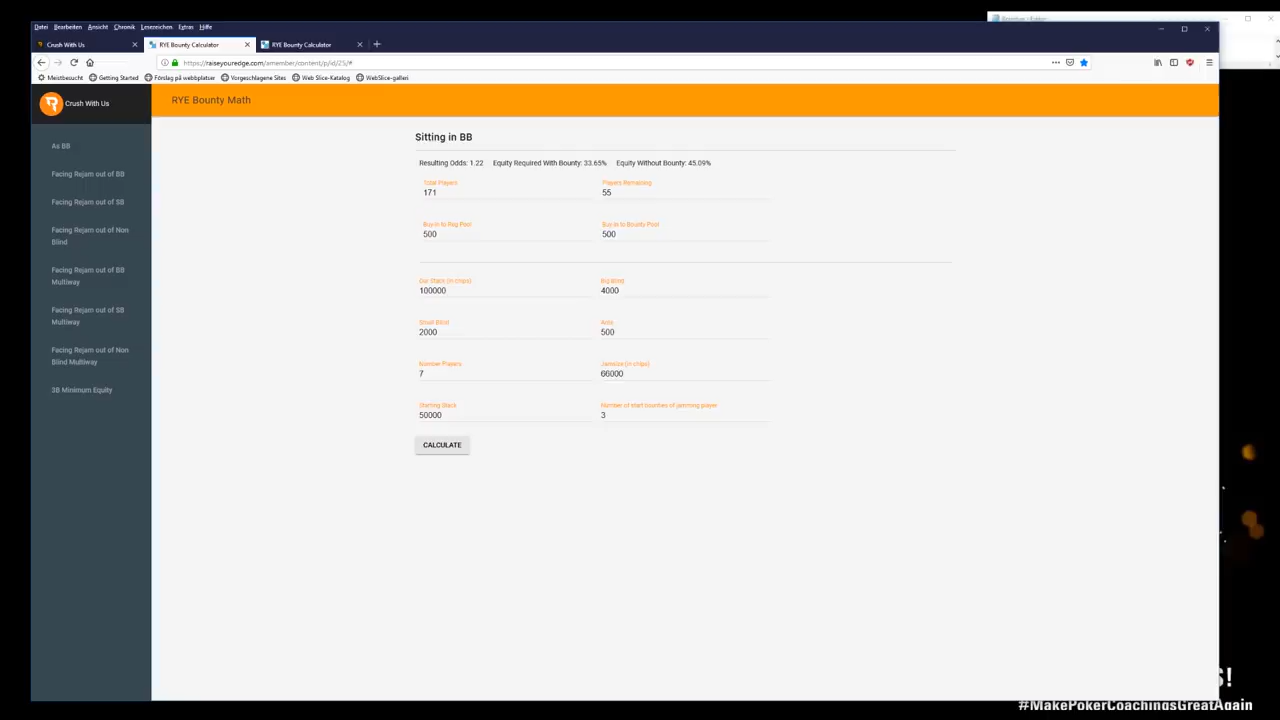 Datei Bearbeiten Ansicht Chronik Lesezeichen Extras Hilfe
Crush With Us
RYE Bounty Calculator
RYE Bounty Calculator
https://raiseyouredge.com/amember/content/p/id/25/#
Meistbesucht Getting Started Förslag på webbplatser Vorgeschlagene Sites Web Slice-Katalog WebSlice-galleri
Crush With Us
RYE Bounty Math
As BB
Facing Rejam out of BB
Facing Rejam out of SB
Facing Rejam out of Non
Blind
Facing Rejam out of BB
Multiway
Facing Rejam out of SB
Multiway
Facing Rejam out of Non
Blind Multiway
3B Minimum Equity
Sitting in BB
Resulting Odds: 1.22 Equity Required With Bounty: 33.65% Equity Without Bounty: 45.09%
Total Players Players Remaining
171 55
Buy-in to Reg Pool Buy-in to Bounty Pool
500 500
Our Stack (in chips) Big Blind
100000 4000
Small Blind Ante
2000 500
Number Players Jamsize (in chips)
7 66000
Starting Stack Number of start bounties of jamming player
50000 3
CALCULATE
S!
#MakePokerCoachingsGreatAgain